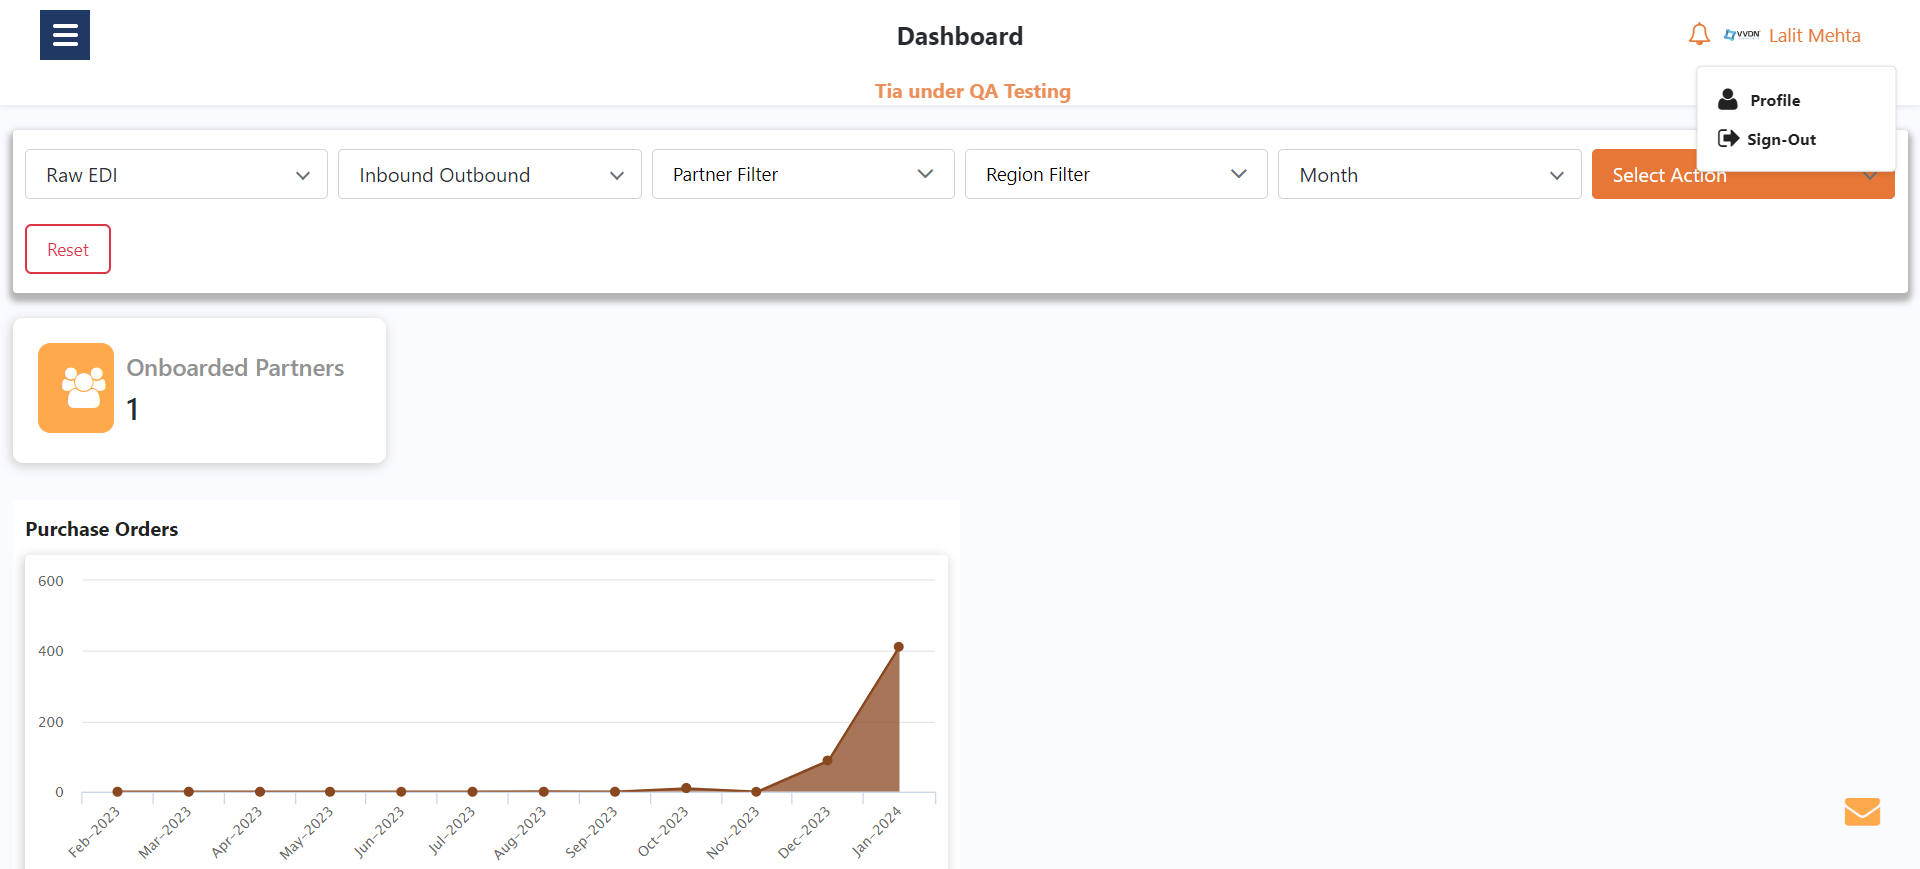 Dashboard
VVDN Lalit Mehta
Tia under QA Testing
Profile
Sign-Out
Raw EDI
Inbound Outbound
Partner Filter
Region Filter
Month
Select Action
Reset
Onboarded Partners
1
Purchase Orders
600
400
200
0
Feb-2023
Mar-2023
Apr-2023
May-2023
Jun-2023
Jul-2023
Aug-2023
Sep-2023
Oct-2023
Nov-2023
Dec-2023
Jan-2024